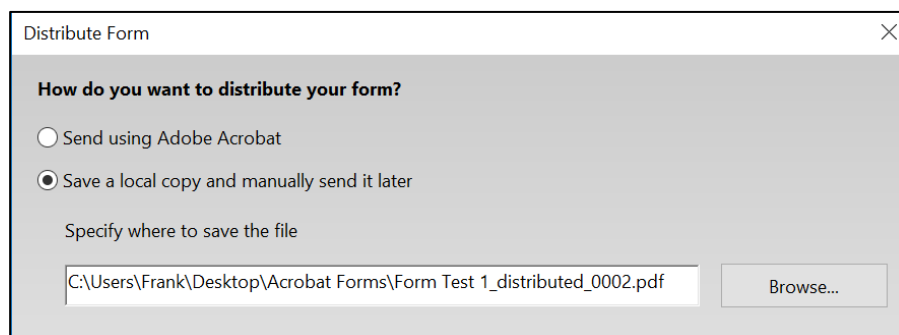 Distribute Form
How do you want to distribute your form?
Send using Adobe Acrobat
Save a local copy and manually send it later
Specify where to save the file
C:\Users\Frank\Desktop\Acrobat Forms\Form Test 1_distributed_0002.pdf
Browse...